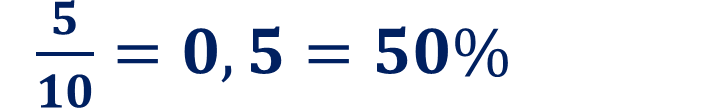 5/10 = 0,5 = 50%